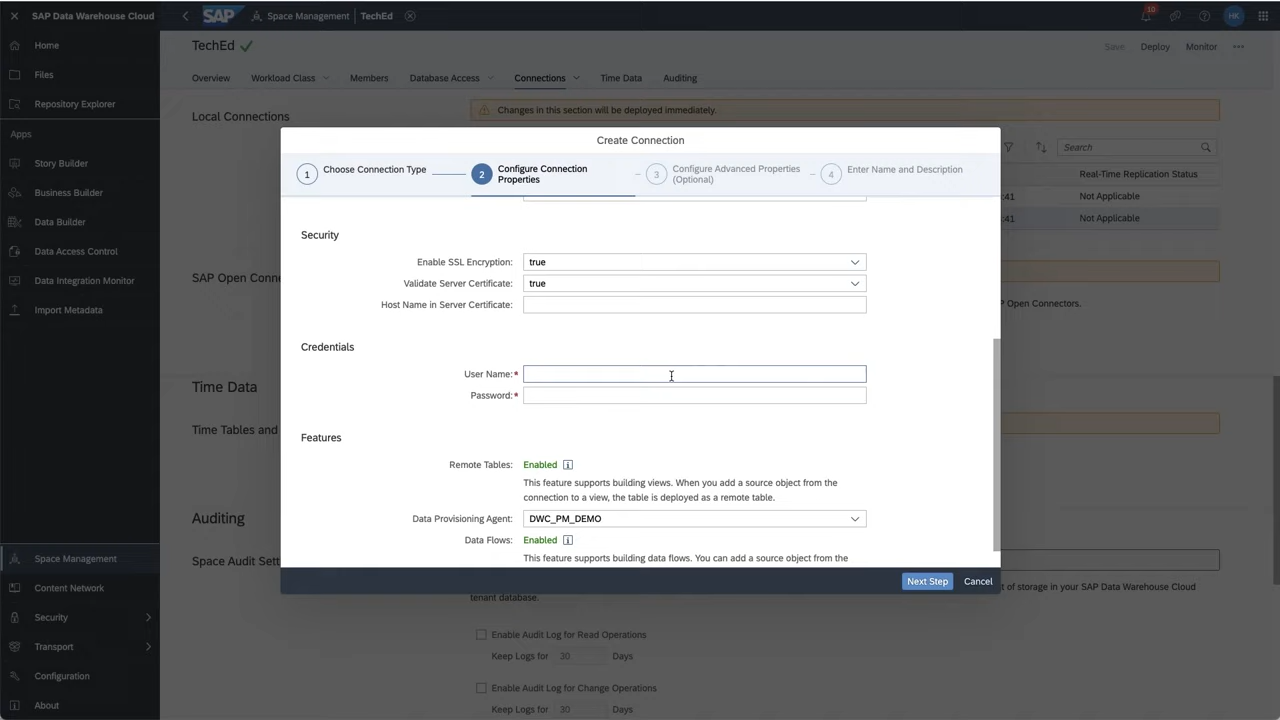 SAP Data Warehouse Cloud
SAP
Space Management
TechEd
10
HK
Home
Files
Repository Explorer
Apps
Story Builder
Business Builder
Data Builder
Data Access Control
Data Integration Monitor
Import Metadata
Space Management
Content Network
Security
Transport
Configuration
About
TechEd
Save
Deploy
Monitor
Overview
Workload Class
Members
Database Access
Connections
Time Data
Auditing
Local Connections
Changes in this section will be deployed immediately.
Search
Real-Time Replication Status
:41
Not Applicable
:41
Not Applicable
SAP Open Conne
P Open Connectors.
Time Data
Time Tables and
Auditing
Space Audit Sett
t of storage in your SAP Data Warehouse Cloud
tenant database.
Enable Audit Log for Read Operations
Keep Logs for 30 Days
Enable Audit Log for Change Operations
Keep Logs for 30 Days
Create Connection
1 Choose Connection Type
2 Configure Connection
Properties
3 Configure Advanced Properties
(Optional)
4 Enter Name and Description
Security
Enable SSL Encryption: true
Validate Server Certificate: true
Host Name in Server Certificate:
Credentials
User Name:*
Password:*
Features
Remote Tables: Enabled
This feature supports building views. When you add a source object from the
connection to a view, the table is deployed as a remote table.
Data Provisioning Agent: DWC_PM_DEMO
Data Flows: Enabled
This feature supports building data flows. You can add a source object from the
Next Step
Cancel